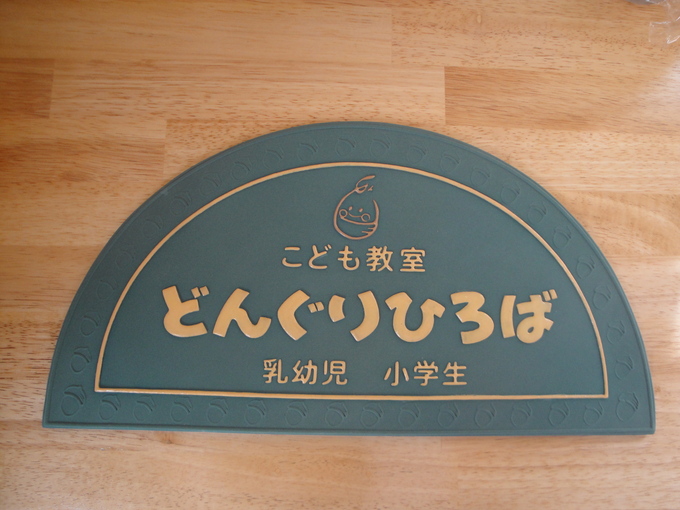 こども教室
どんぐりひろば
乳幼児　小学生